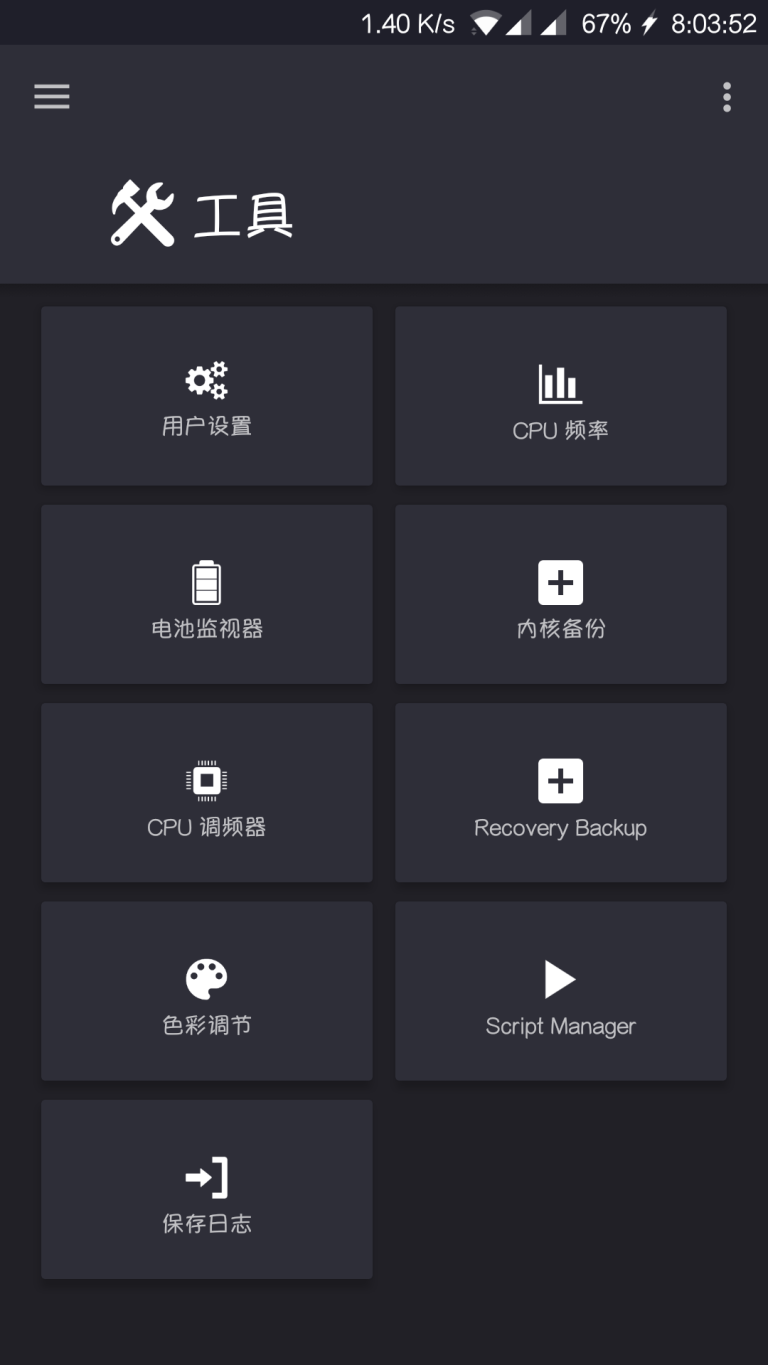 1.40 K/s 67% 8:03:52
工具
用户设置
CPU 频率
电池监视器
内核备份
CPU 调频器
Recovery Backup
色彩调节
Script Manager
保存日志